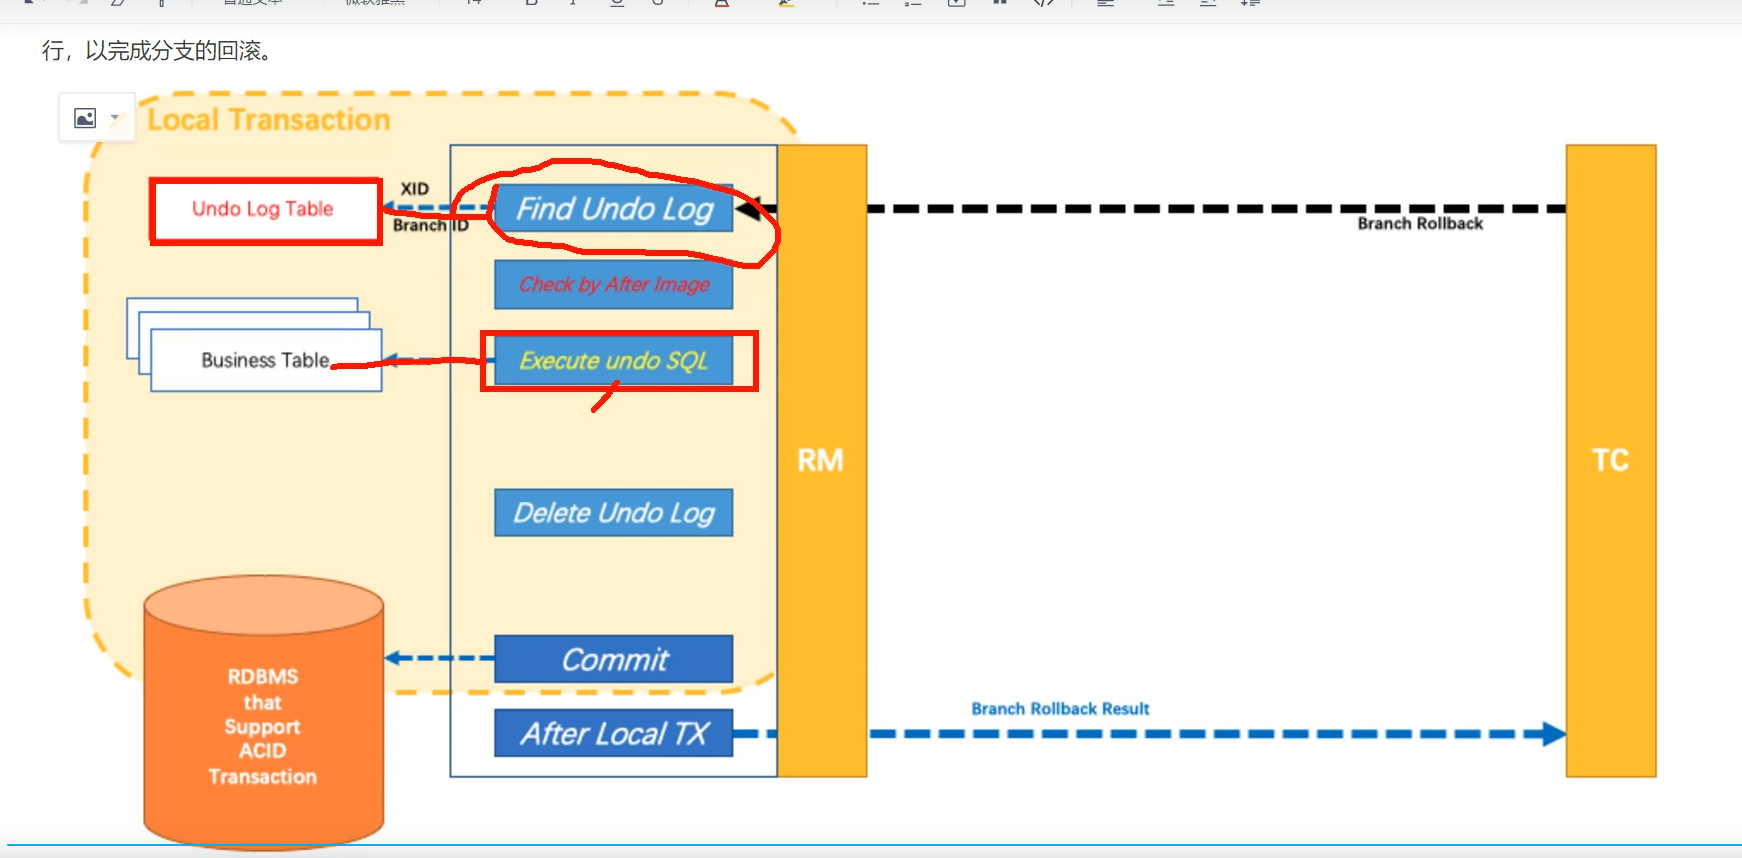 行，以完成分支的回滚。
Local Transaction
Undo Log Table
XID
Branch ID
Find Undo Log
Branch Rollback
Check by After Image
Business Table
Execute undo SQL
RM
TC
Delete Undo Log
Commit
RDBMS
that
Support
ACID
Transaction
After Local TX
Branch Rollback Result